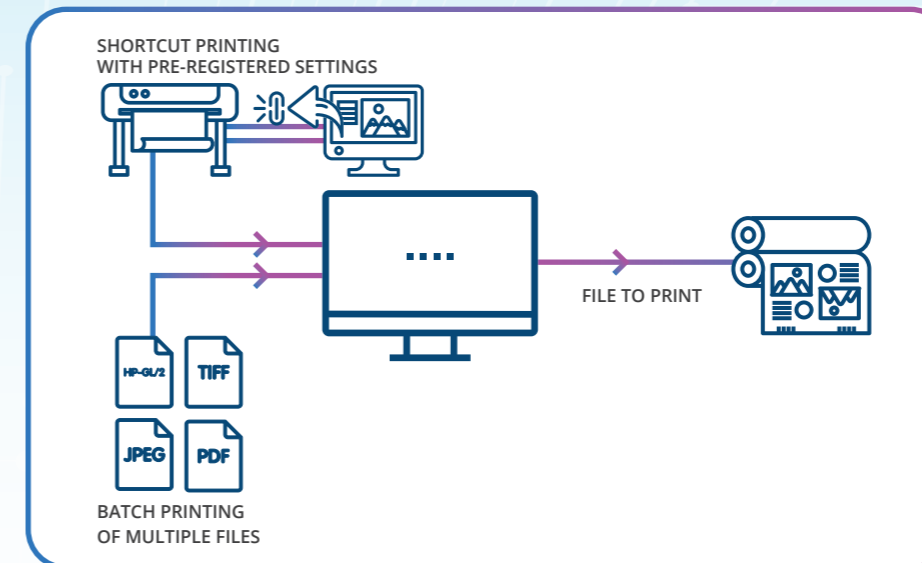 SHORTCUT PRINTING
WITH PRE-REGISTERED SETTINGS
FILE TO PRINT
HP-GL/2
TIFF
JPEG
PDF
BATCH PRINTING
OF MULTIPLE FILES